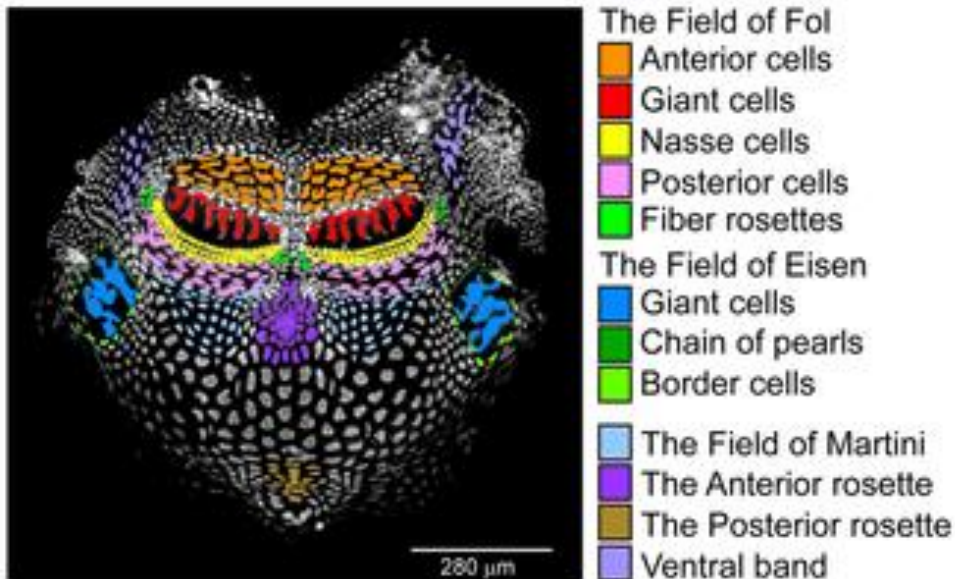 The Field of Fol
Anterior cells
Giant cells
Nasse cells
Posterior cells
Fiber rosettes
The Field of Eisen
Giant cells
Chain of pearls
Border cells
The Field of Martini
The Anterior rosette
The Posterior rosette
Ventral band
280 μm